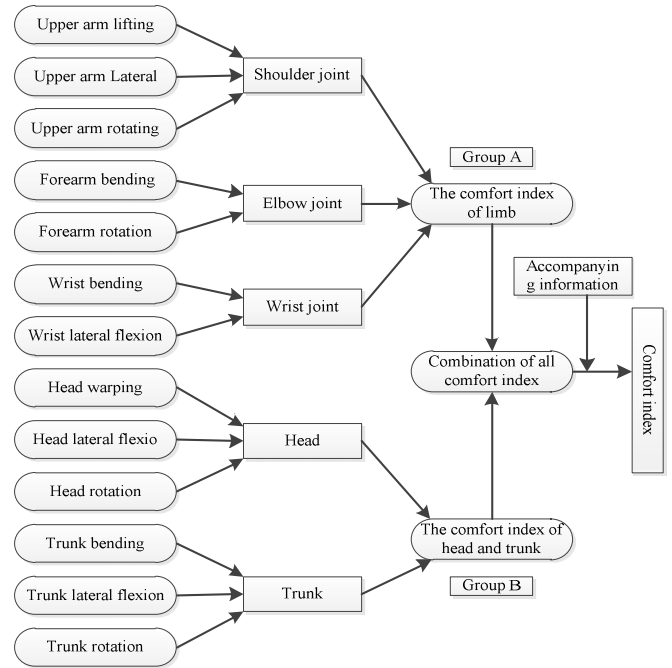 Upper arm lifting
Upper arm Lateral
Upper arm rotating
Shoulder joint
Forearm bending
Forearm rotation
Elbow joint
Wrist bending
Wrist lateral flexion
Wrist joint
Group A
The comfort index
of limb
Accompanyin
g information
Combination of all
comfort index
Comfort index
Head warping
Head lateral flexio
Head rotation
Head
Trunk bending
Trunk lateral flexion
Trunk rotation
Trunk
The comfort index of
head and trunk
Group B